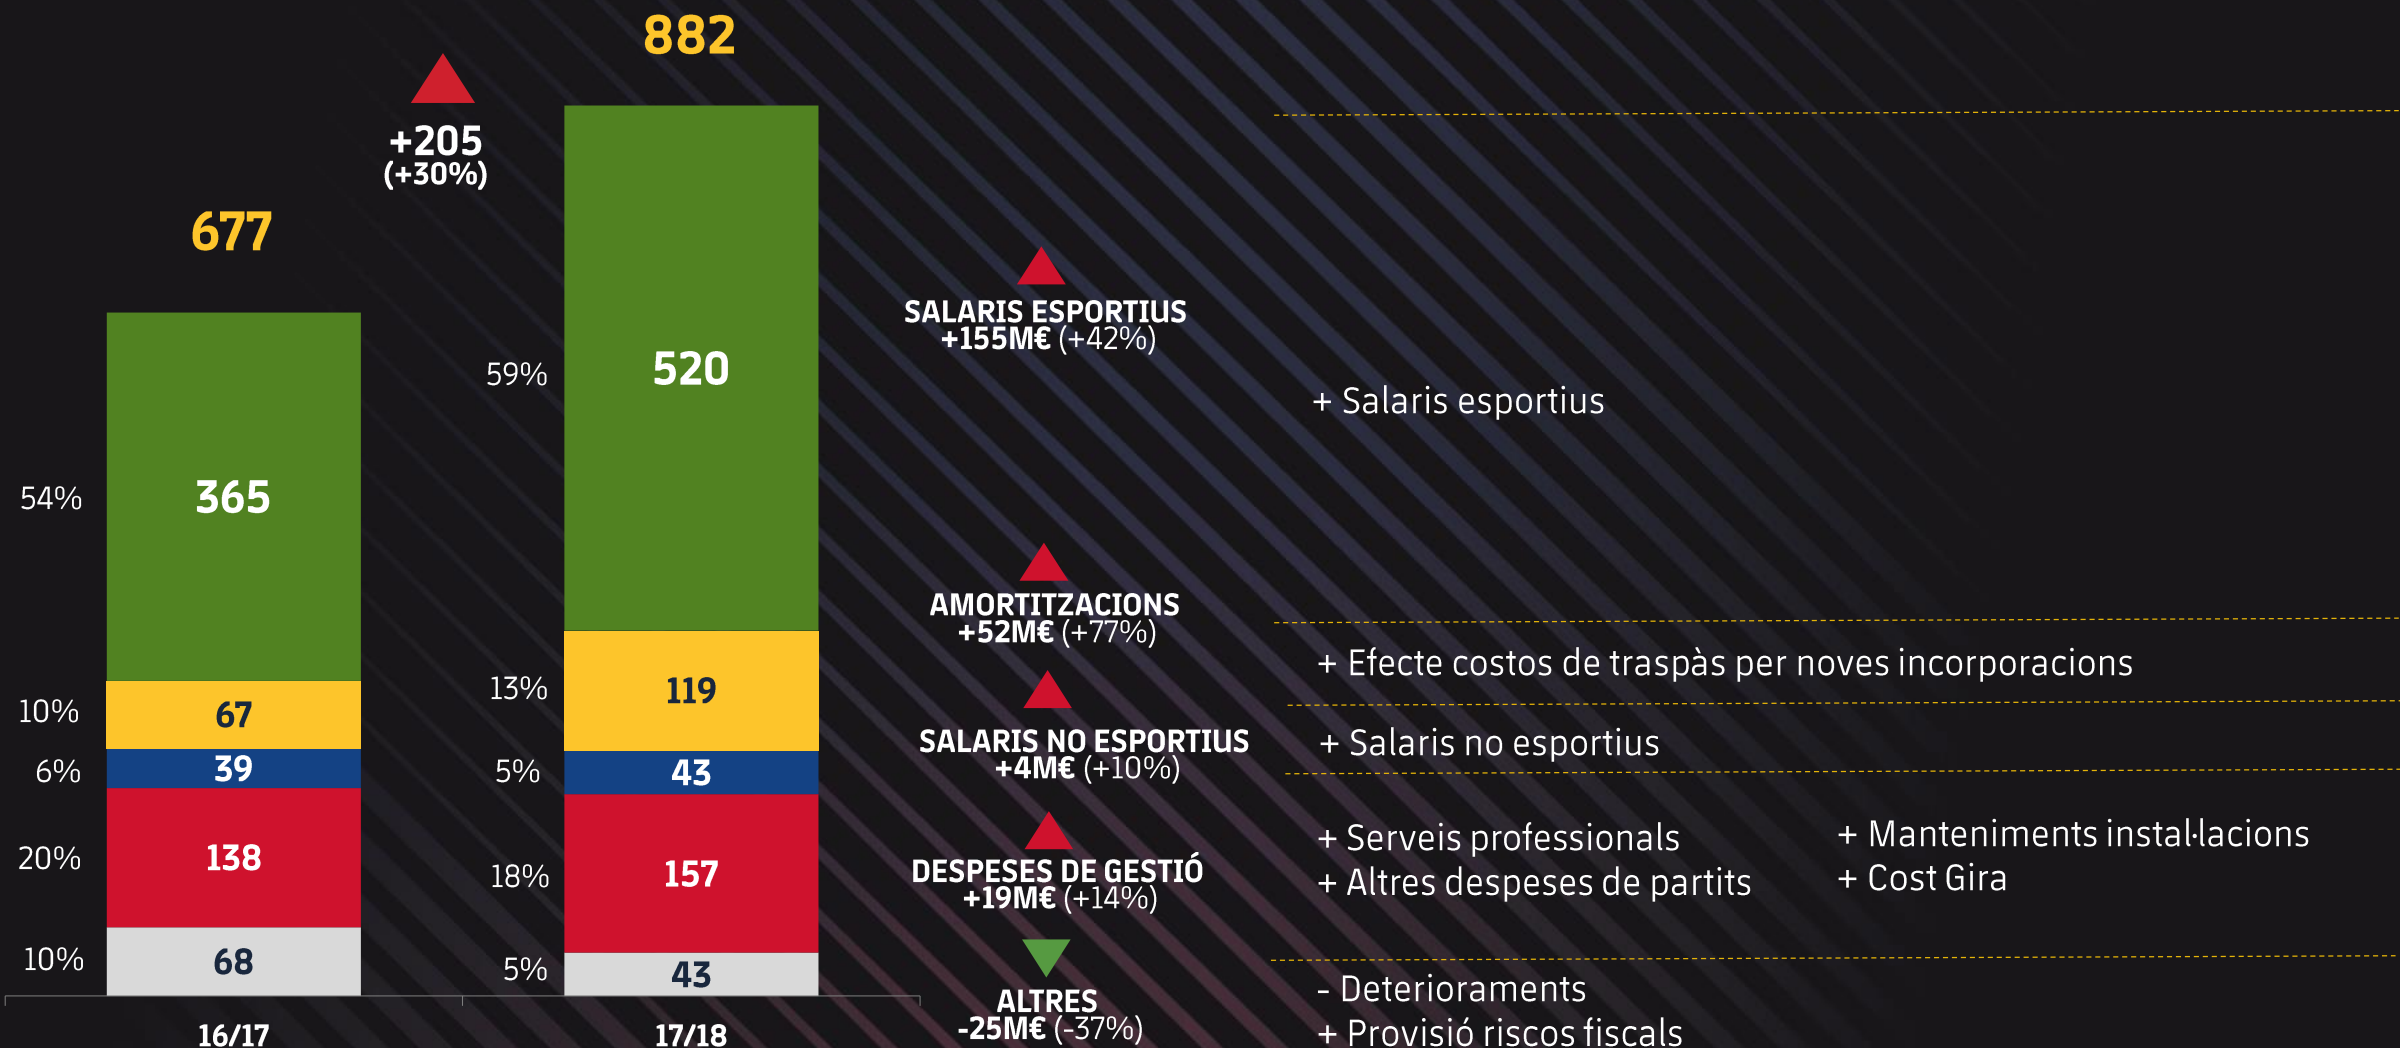 882
+205
(+30%)
677
365
54%
10%
67
6%
39
20%
138
10%
68
16/17
59%
520
13%
119
5%
43
18%
157
5%
43
17/18
SALARIS ESPORTIUS
+155M€ (+42%)
+ Salaris esportius
AMORTITZACIONS
+52M€ (+77%)
+ Efecte costos de traspàs per noves incorporacions
SALARIS NO ESPORTIUS
+4M€ (+10%)
+ Salaris no esportius
DESPESES DE GESTIÓ
+19M€ (+14%)
+ Serveis professionals
+ Altres despeses de partits
+ Manteniments instal·lacions
+ Cost Gira
ALTRES
-25M€ (-37%)
- Deterioraments
+ Provisió riscos fiscals